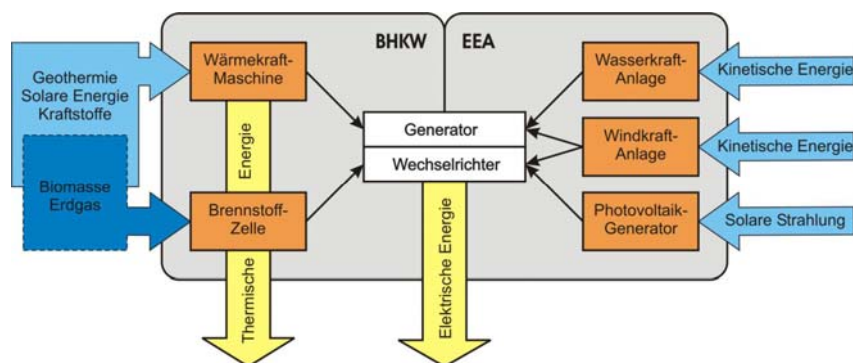 BHKW
EEA
Geothermie
Solare Energie
Kraftstoffe
Biomasse
Erdgas
Wärmekraft-
Maschine
Energie
Brennstoff-
Zelle
Thermische
Generator
Wechselrichter
Elektrische Energie
Wasserkraft-
Anlage
Windkraft-
Anlage
Photovoltaik-
Generator
Kinetische Energie
Kinetische Energie
Solare Strahlung